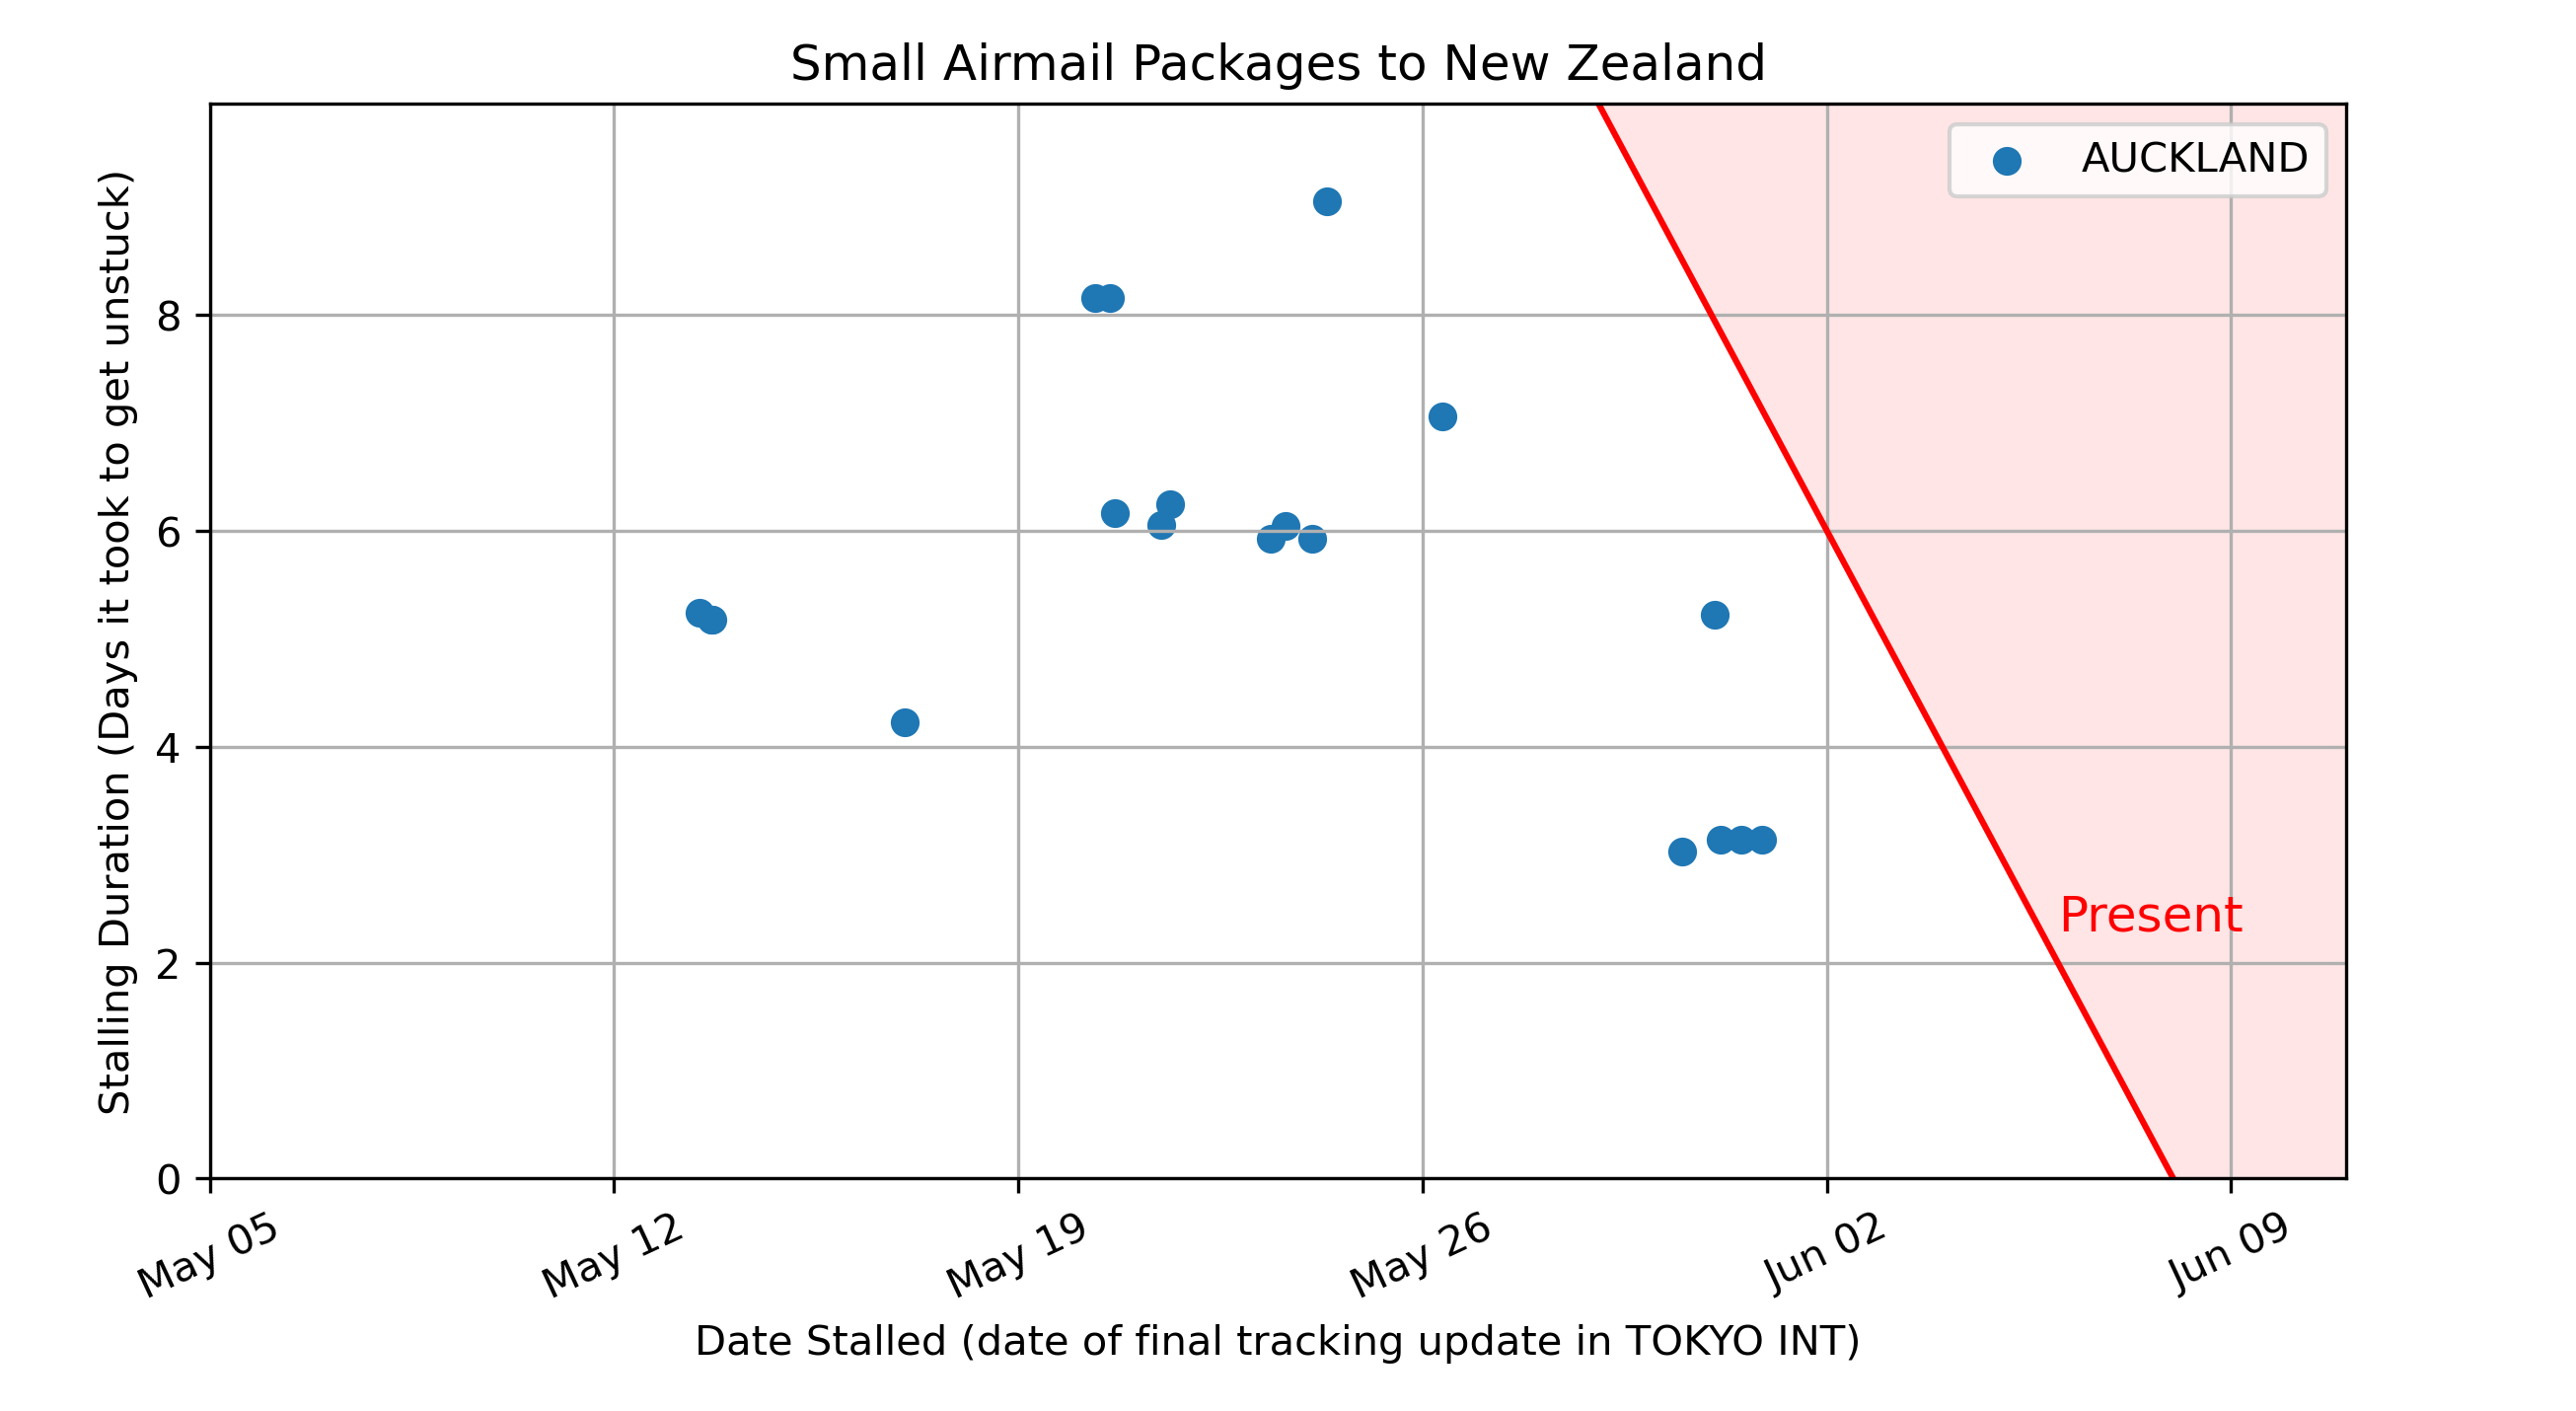 Small Airmail Packages to New Zealand
AUCKLAND
Stalling Duration (Days it took to get unstuck)
8
6
4
2
0
Present
May 05
May 12
May 19
May 26
Jun 02
Jun 09
Date Stalled (date of final tracking update in TOKYO INT)